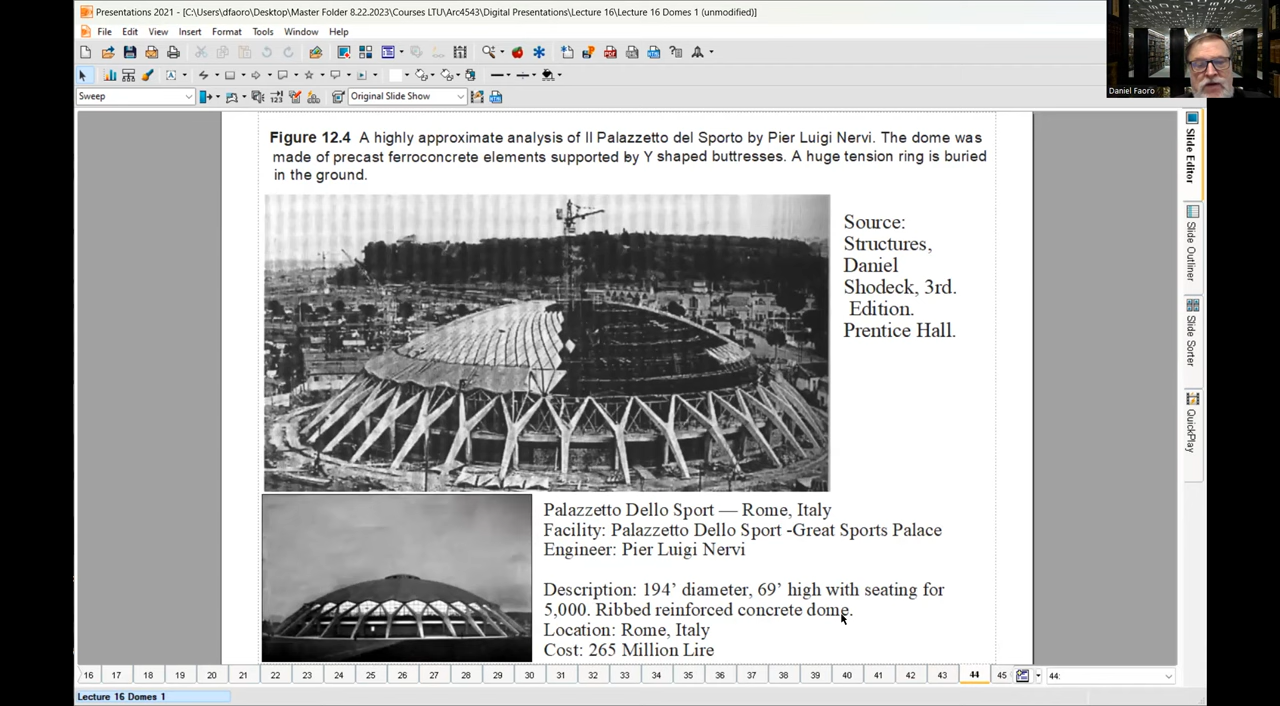 Presentations 2021 - [C:\Users\dfaoro\Desktop\Master Folder 8.22.2023\Courses LTU\Arc4543\Digital Presentations\Lecture 16\Lecture 16 Domes 1 (unmodified)]
File Edit View Insert Format Tools Window Help
Sweep
Original Slide Show
Daniel Faoro
Figure 12.4 A highly approximate analysis of Il Palazzetto del Sporto by Pier Luigi Nervi. The dome was
made of precast ferroconcrete elements supported by Y shaped buttresses. A huge tension ring is buried
in the ground.
Source:
Structures,
Daniel
Shodeck, 3rd.
Edition.
Prentice Hall.
Palazzetto Dello Sport — Rome, Italy
Facility: Palazzetto Dello Sport -Great Sports Palace
Engineer: Pier Luigi Nervi
Description: 194’ diameter, 69’ high with seating for
5,000. Ribbed reinforced concrete dome.
Location: Rome, Italy
Cost: 265 Million Lire
Slide Editor
Slide Outliner
Slide Sorter
QuickPlay
16 17 18 19 20 21 22 23 24 25 26 27 28 29 30 31 32 33 34 35 36 37 38 39 40 41 42 43 44 45
44:
Lecture 16 Domes 1